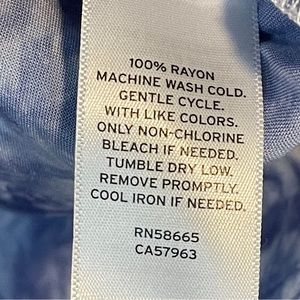 100% RAYON
MACHINE WASH COLD.
GENTLE CYCLE.
WITH LIKE COLORS.
ONLY NON-CHLORINE
BLEACH IF NEEDED.
TUMBLE DRY LOW.
REMOVE PROMPTLY.
COOL IRON IF NEEDED.
RN58665
CA57963